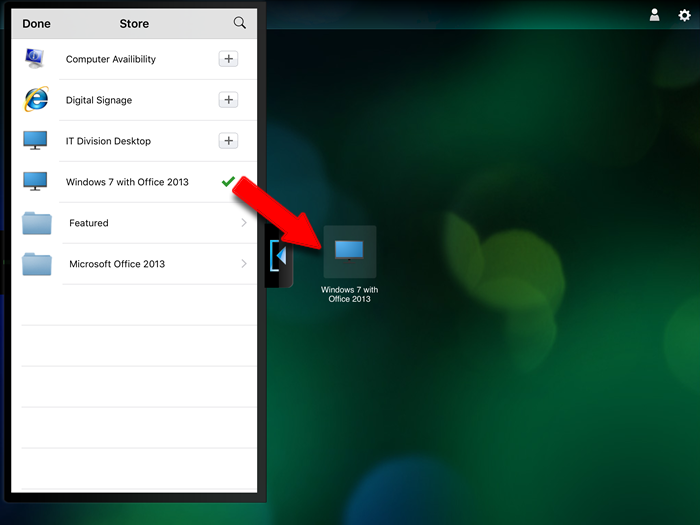 Done
Store
Computer Availibility
Digital Signage
IT Division Desktop
Windows 7 with Office 2013
Featured
Microsoft Office 2013
Windows 7 with
Office 2013